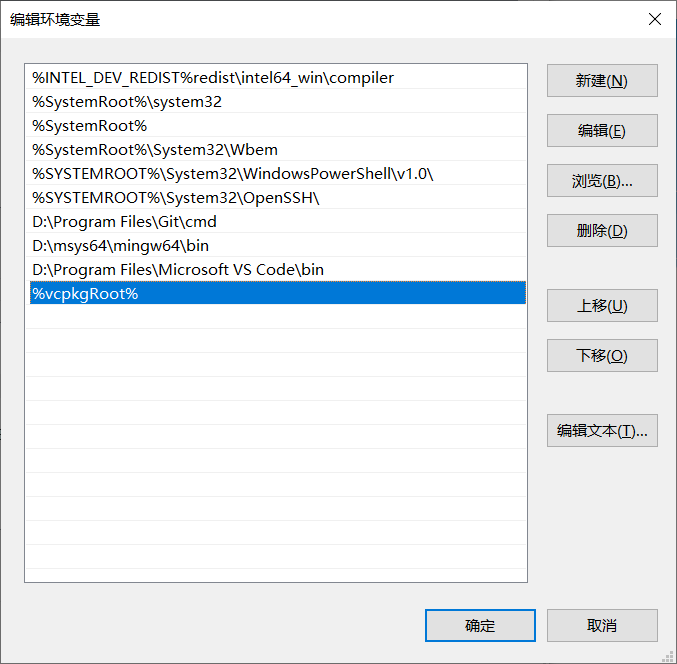 编辑环境变量
%INTEL_DEV_REDIST%redist\intel64_win\compiler
%SystemRoot%\system32
%SystemRoot%
%SystemRoot%\System32\Wbem
%SYSTEMROOT%\System32\WindowsPowerShell\v1.0\
%SYSTEMROOT%\System32\OpenSSH\
D:\Program Files\Git\cmd
D:\msys64\mingw64\bin
D:\Program Files\Microsoft VS Code\bin
%vcpkgRoot%
新建(N)
编辑(E)
浏览(B)...
删除(D)
上移(U)
下移(O)
编辑文本(T)...
确定
取消